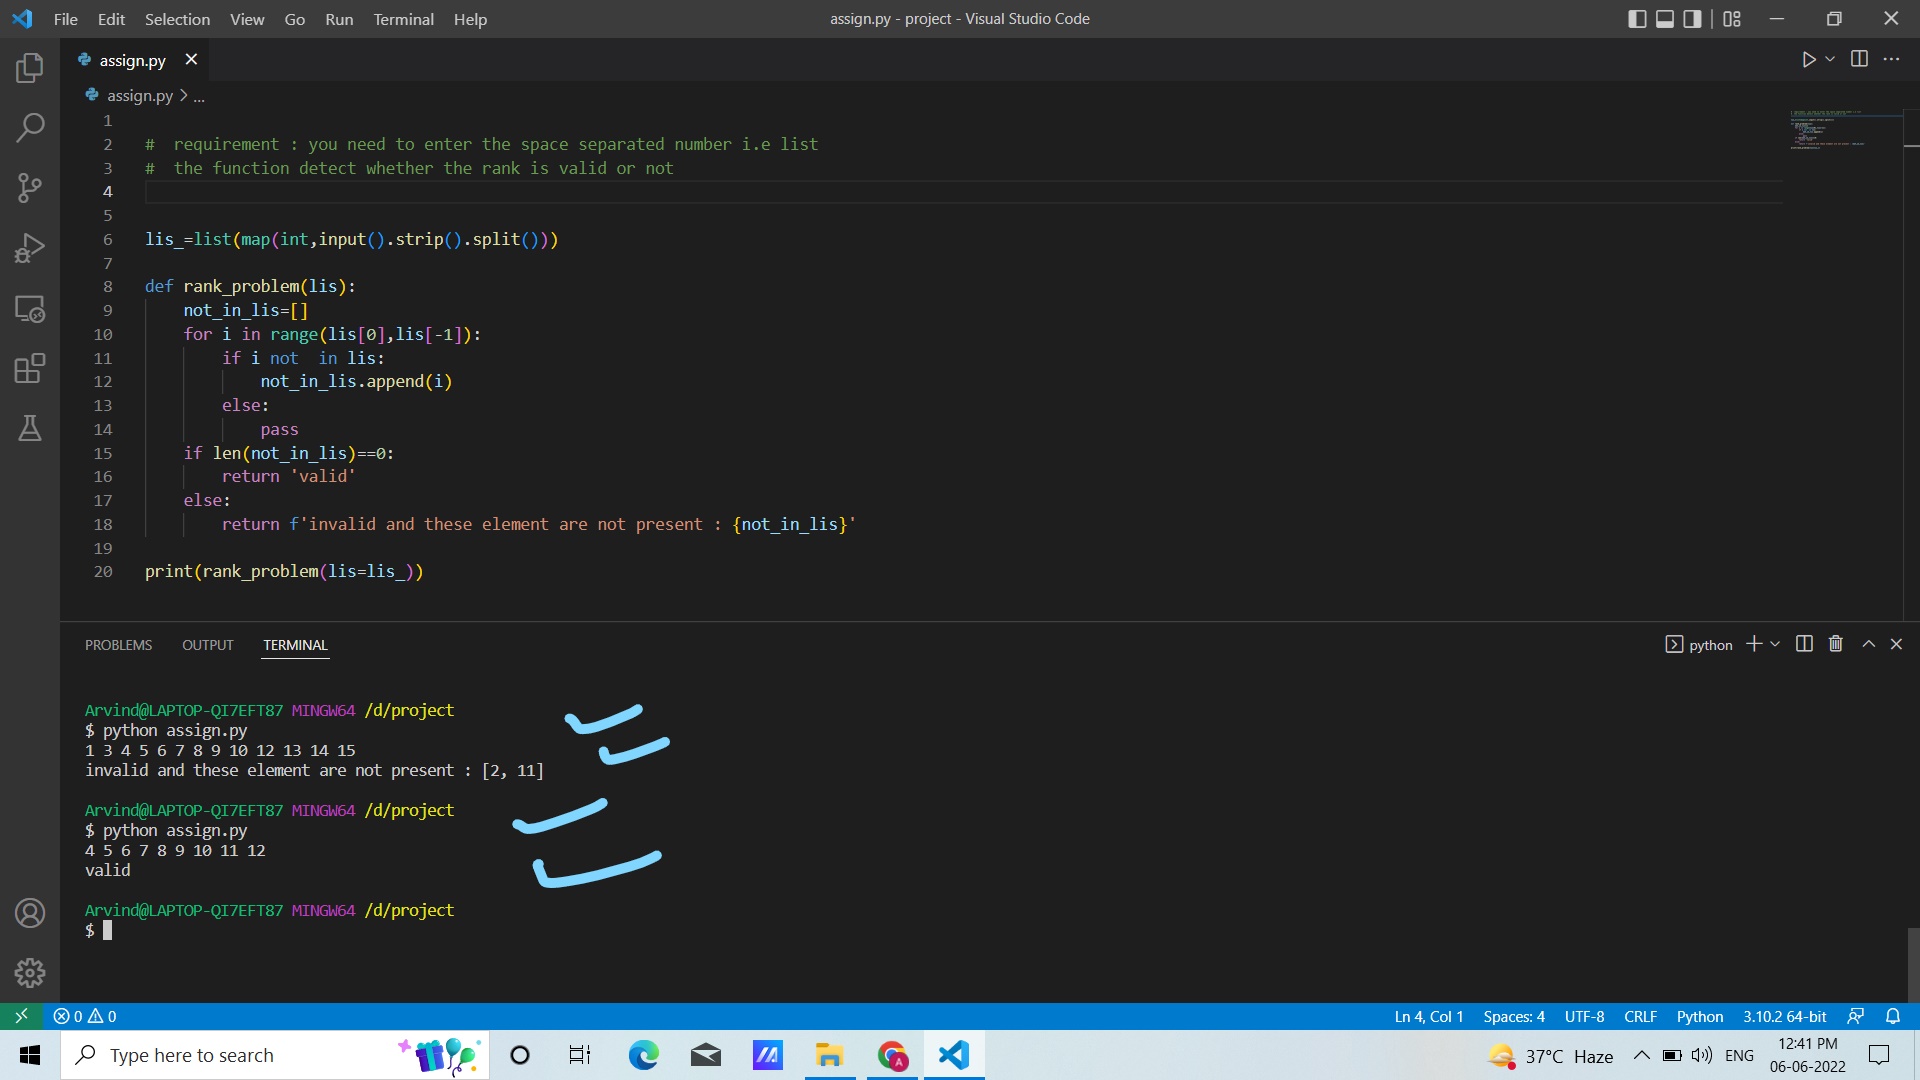 File Edit Selection View Go Run Terminal Help
assign.py - project - Visual Studio Code
assign.py
assign.py > ...
1
2 # requirement : you need to enter the space separated number i.e list
3 # the function detect whether the rank is valid or not
4
5
6 lis_=list(map(int,input().strip().split()))
7
8 def rank_problem(lis):
9 not_in_lis=[]
10 for i in range(lis[0],lis[-1]):
11 if i not  in lis:
12 not_in_lis.append(i)
13 else:
14 pass
15 if len(not_in_lis)==0:
16 return 'valid'
17 else:
18 return f'invalid and these element are not present : {not_in_lis}'
19
20 print(rank_problem(lis=lis_))
PROBLEMS OUTPUT TERMINAL
python
Arvind@LAPTOP-QI7EFT87 MINGW64 /d/project
$ python assign.py
1 3 4 5 6 7 8 9 10 12 13 14 15
invalid and these element are not present : [2, 11]
Arvind@LAPTOP-QI7EFT87 MINGW64 /d/project
$ python assign.py
4 5 6 7 8 9 10 11 12
valid
Arvind@LAPTOP-QI7EFT87 MINGW64 /d/project
$
0 0
Ln 4, Col 1 Spaces: 4 UTF-8 CRLF Python 3.10.2 64-bit
Type here to search
37°C Haze
ENG
12:41 PM
06-06-2022